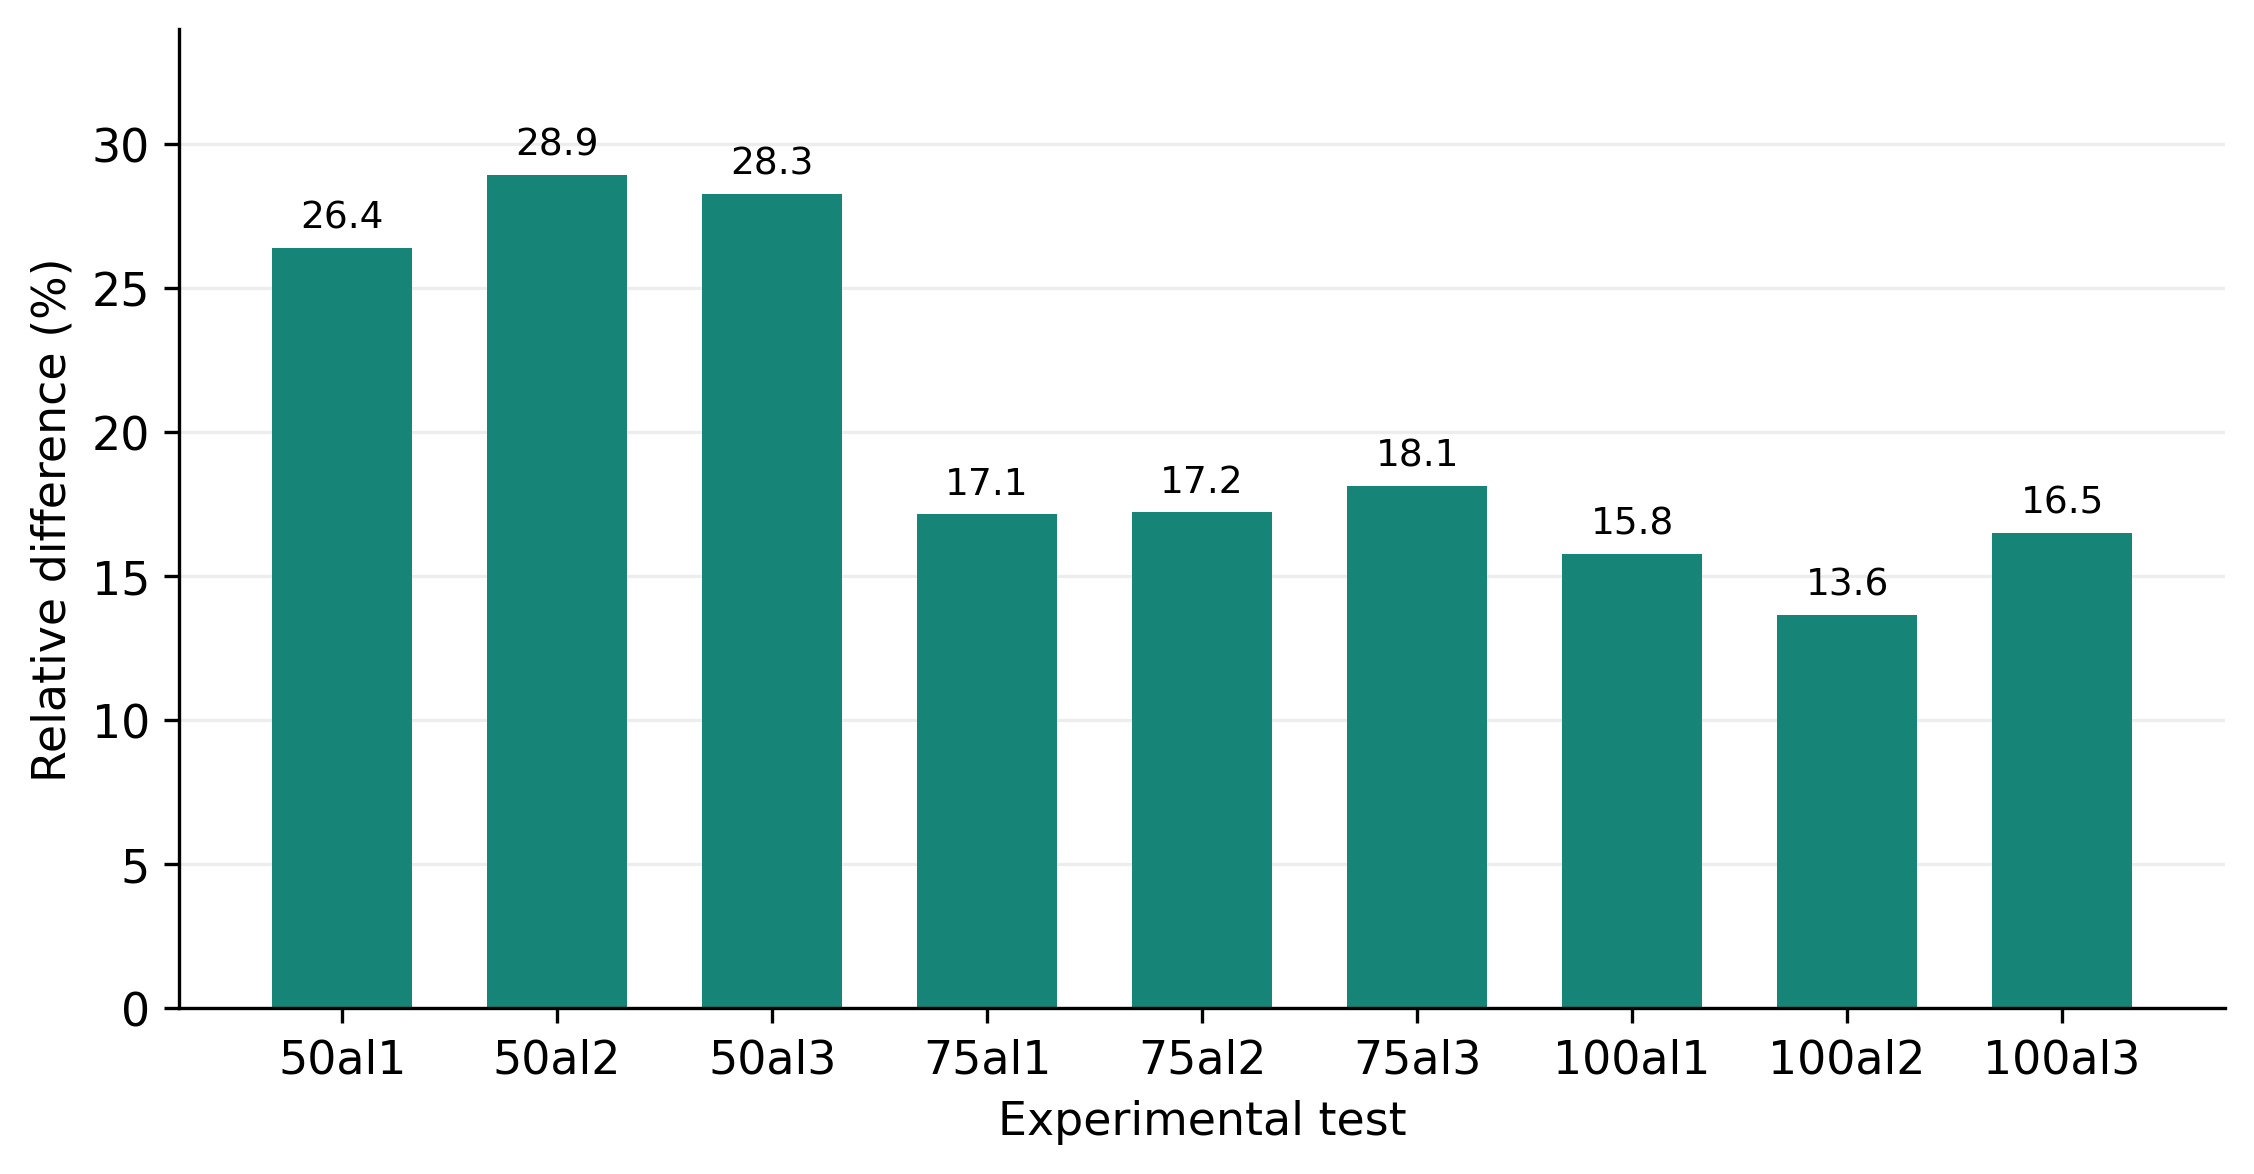 Relative difference (%)
30
25
20
15
10
5
0
26.4
28.9
28.3
17.1
17.2
18.1
15.8
13.6
16.5
50al1
50al2
50al3
75al1
75al2
75al3
100al1
100al2
100al3
Experimental test